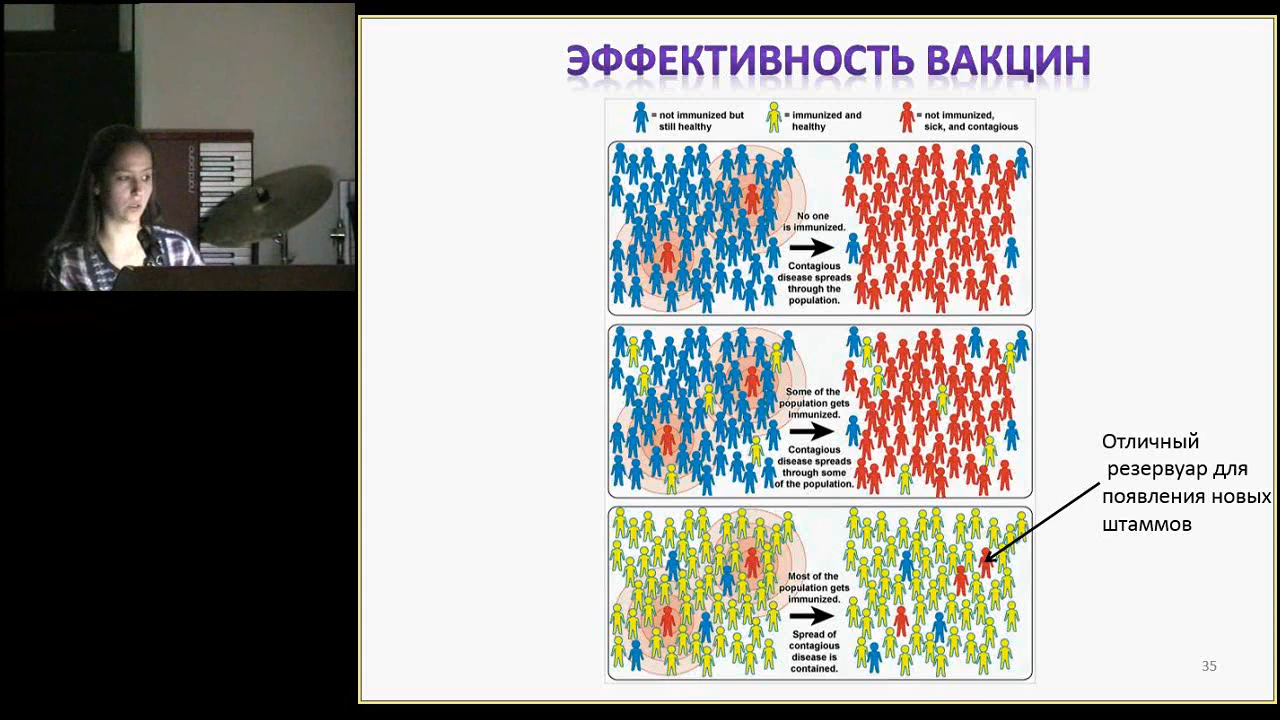 ЭФФЕКТИВНОСТЬ ВАКЦИН
= not immunized but
still healthy
= immunized and
healthy
= not immunized,
sick, and contagious
No one
is immunized.
Contagious
disease spreads
through the
population.
Some of the
population gets
immunized.
Contagious
disease spreads
through some
of the population.
Most of the
population gets
immunized.
Spread of
contagious
disease is
contained.
Отличный
резервуар для
появления новых
штаммов
35
nord piano